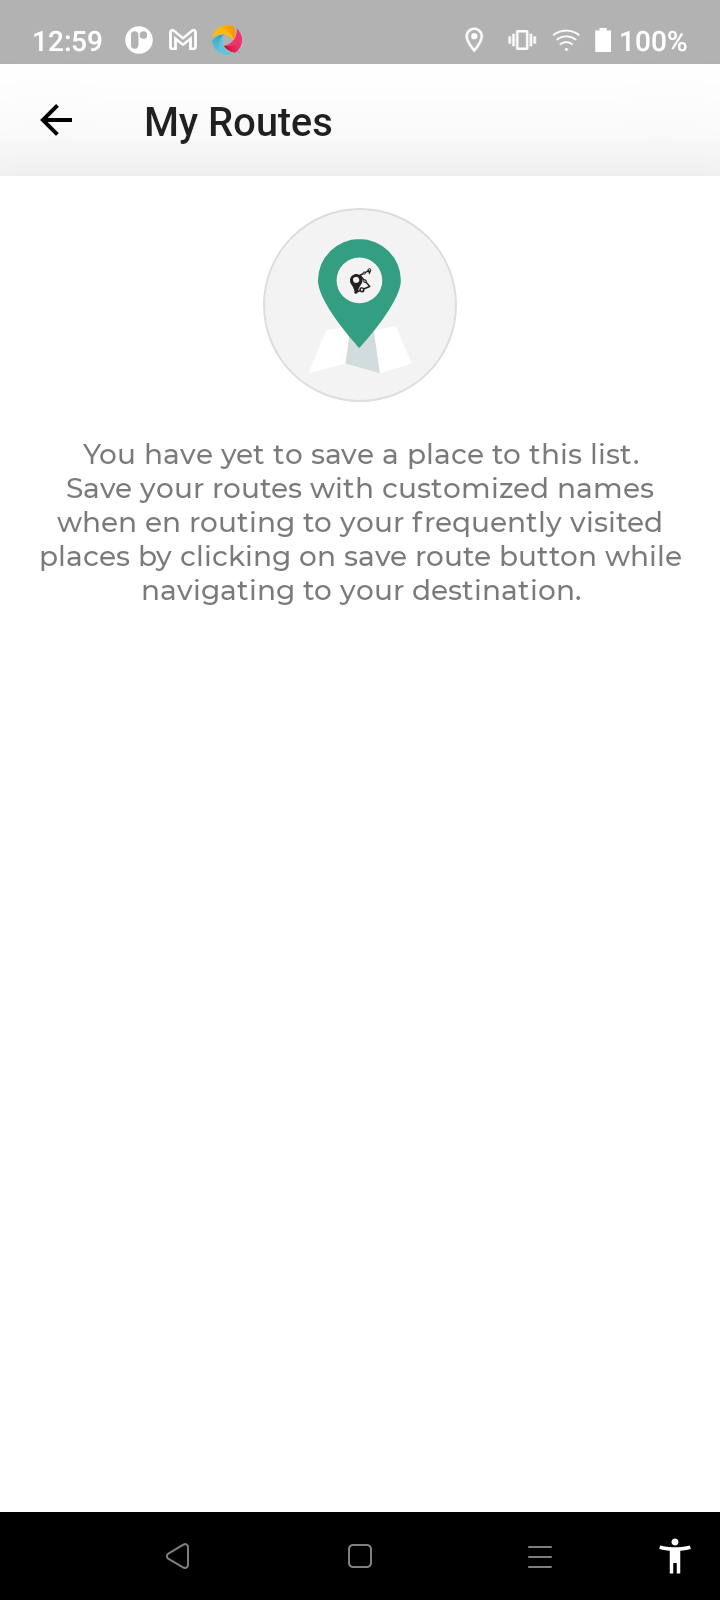 12:59
100%
My Routes
You have yet to save a place to this list.
Save your routes with customized names
when en routing to your frequently visited
places by clicking on save route button while
navigating to your destination.